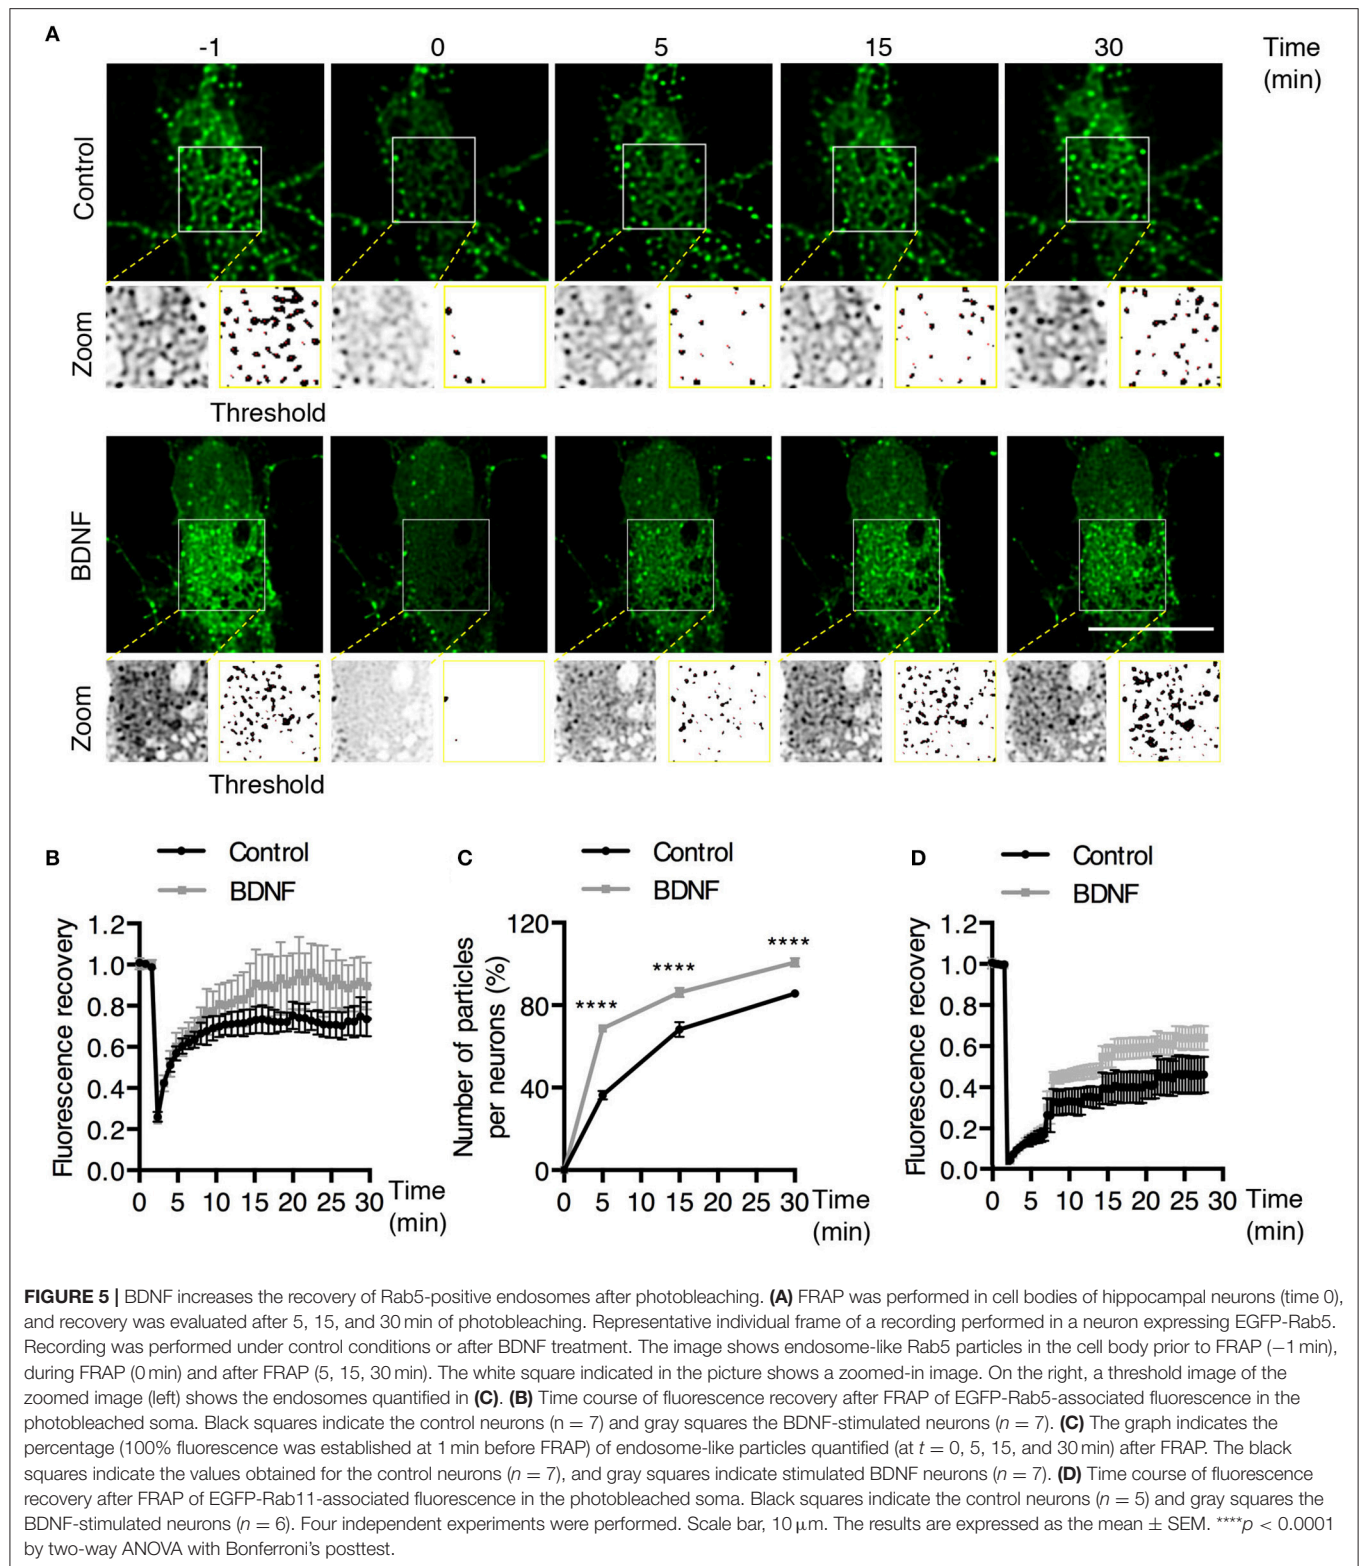 A
-1 0 5 15 30 Time
(min)
Control
Zoom
Threshold
BDNF
Zoom
Threshold
B
Control
BDNF
Fluorescence recovery
1.2
1.0
0.8
0.6
0.4
0.2
0.0
0 5 10 15 20 25 30 Time
(min)
C
Control
BDNF
Number of particles
per neurons (%)
120
80
40
0
****
****
****
0 5 10 15 20 25 30 Time
(min)
D
Control
BDNF
Fluorescence recovery
1.2
1.0
0.8
0.6
0.4
0.2
0.0
0 5 10 15 20 25 30 Time
(min)
FIGURE 5 | BDNF increases the recovery of Rab5-positive endosomes after photobleaching. (A) FRAP was performed in cell bodies of hippocampal neurons (time 0),
and recovery was evaluated after 5, 15, and 30 min of photobleaching. Representative individual frame of a recording performed in a neuron expressing EGFP-Rab5.
Recording was performed under control conditions or after BDNF treatment. The image shows endosome-like Rab5 particles in the cell body prior to FRAP (−1 min),
during FRAP (0 min) and after FRAP (5, 15, 30 min). The white square indicated in the picture shows a zoomed-in image. On the right, a threshold image of the
zoomed image (left) shows the endosomes quantified in (C). (B) Time course of fluorescence recovery after FRAP of EGFP-Rab5-associated fluorescence in the
photobleached soma. Black squares indicate the control neurons (n = 7) and gray squares the BDNF-stimulated neurons (n = 7). (C) The graph indicates the
percentage (100% fluorescence was established at 1 min before FRAP) of endosome-like particles quantified (at t = 0, 5, 15, and 30 min) after FRAP. The black
squares indicate the values obtained for the control neurons (n = 7), and gray squares indicate stimulated BDNF neurons (n = 7). (D) Time course of fluorescence
recovery after FRAP of EGFP-Rab11-associated fluorescence in the photobleached soma. Black squares indicate the control neurons (n = 5) and gray squares the
BDNF-stimulated neurons (n = 6). Four independent experiments were performed. Scale bar, 10 μm. The results are expressed as the mean ± SEM. ****p < 0.0001
by two-way ANOVA with Bonferroni's posttest.